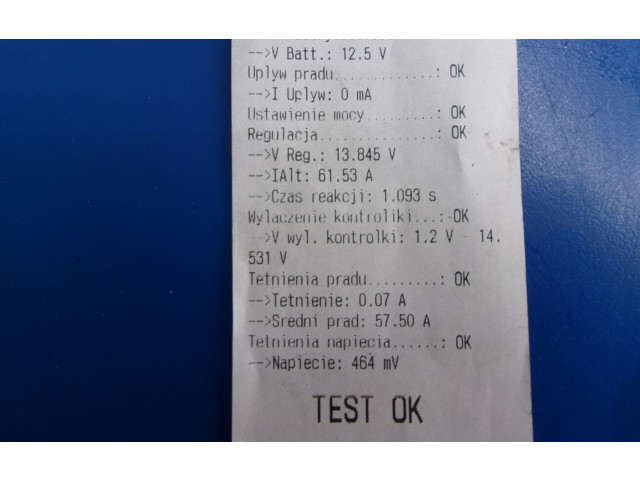 -->V Batt.: 12.5 V
Uplyw pradu............: OK
-->I Uplyw: 0 mA
Ustawienie mocy........: OK
Regulacja..............: OK
-->V Reg.: 13.845 V
-->IAlt: 61.53 A
-->Czas reakcji: 1.093 s
Wylaczenie kontroliki...: OK
-->V wyl. kontrolki: 1.2 V - 14.
531 V
Tetnienia pradu.........: OK
-->Tetnienie: 0.07 A
-->Sredni prad: 57.50 A
Tetnienia napiecia......: OK
-->Napiecie: 464 mV
TEST OK